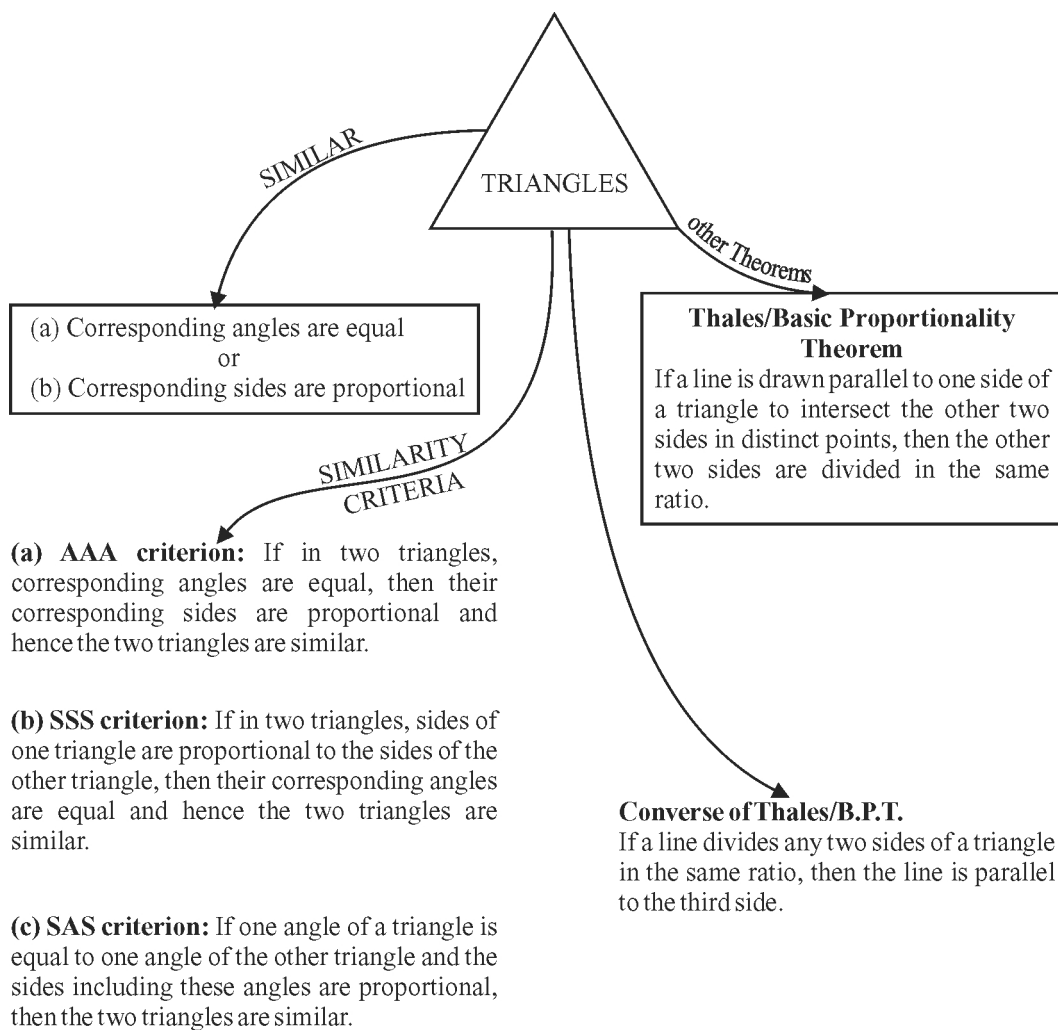 TRIANGLES
SIMILAR
(a) Corresponding angles are equal
or
(b) Corresponding sides are proportional
SIMILARITY
CRITERIA
(a) AAA criterion: If in two triangles,
corresponding angles are equal, then their
corresponding sides are proportional and
hence the two triangles are similar.
(b) SSS criterion: If in two triangles, sides of
one triangle are proportional to the sides of the
other triangle, then their corresponding angles
are equal and hence the two triangles are
similar.
(c) SAS criterion: If one angle of a triangle is
equal to one angle of the other triangle and the
sides including these angles are proportional,
then the two triangles are similar.
other Theorems
Thales/Basic Proportionality
Theorem
If a line is drawn parallel to one side of
a triangle to intersect the other two
sides in distinct points, then the other
two sides are divided in the same
ratio.
Converse of Thales/B.P.T.
If a line divides any two sides of a triangle
in the same ratio, then the line is parallel
to the third side.